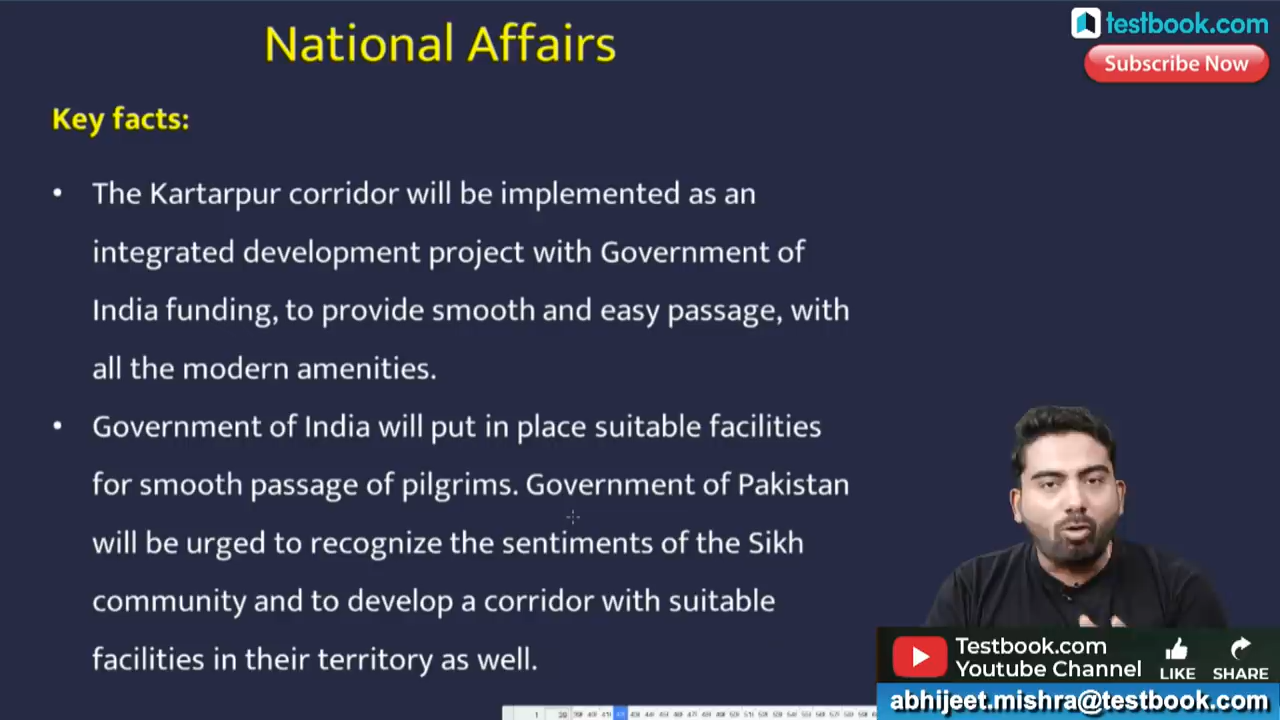 National Affairs
testbook.com
Subscribe Now
Key facts:
• The Kartarpur corridor will be implemented as an
integrated development project with Government of
India funding, to provide smooth and easy passage, with
all the modern amenities.
• Government of India will put in place suitable facilities
for smooth passage of pilgrims. Government of Pakistan
will be urged to recognize the sentiments of the Sikh
community and to develop a corridor with suitable
facilities in their territory as well.
Testbook.com
Youtube Channel
LIKE
SHARE
abhijeet.mishra@testbook.com